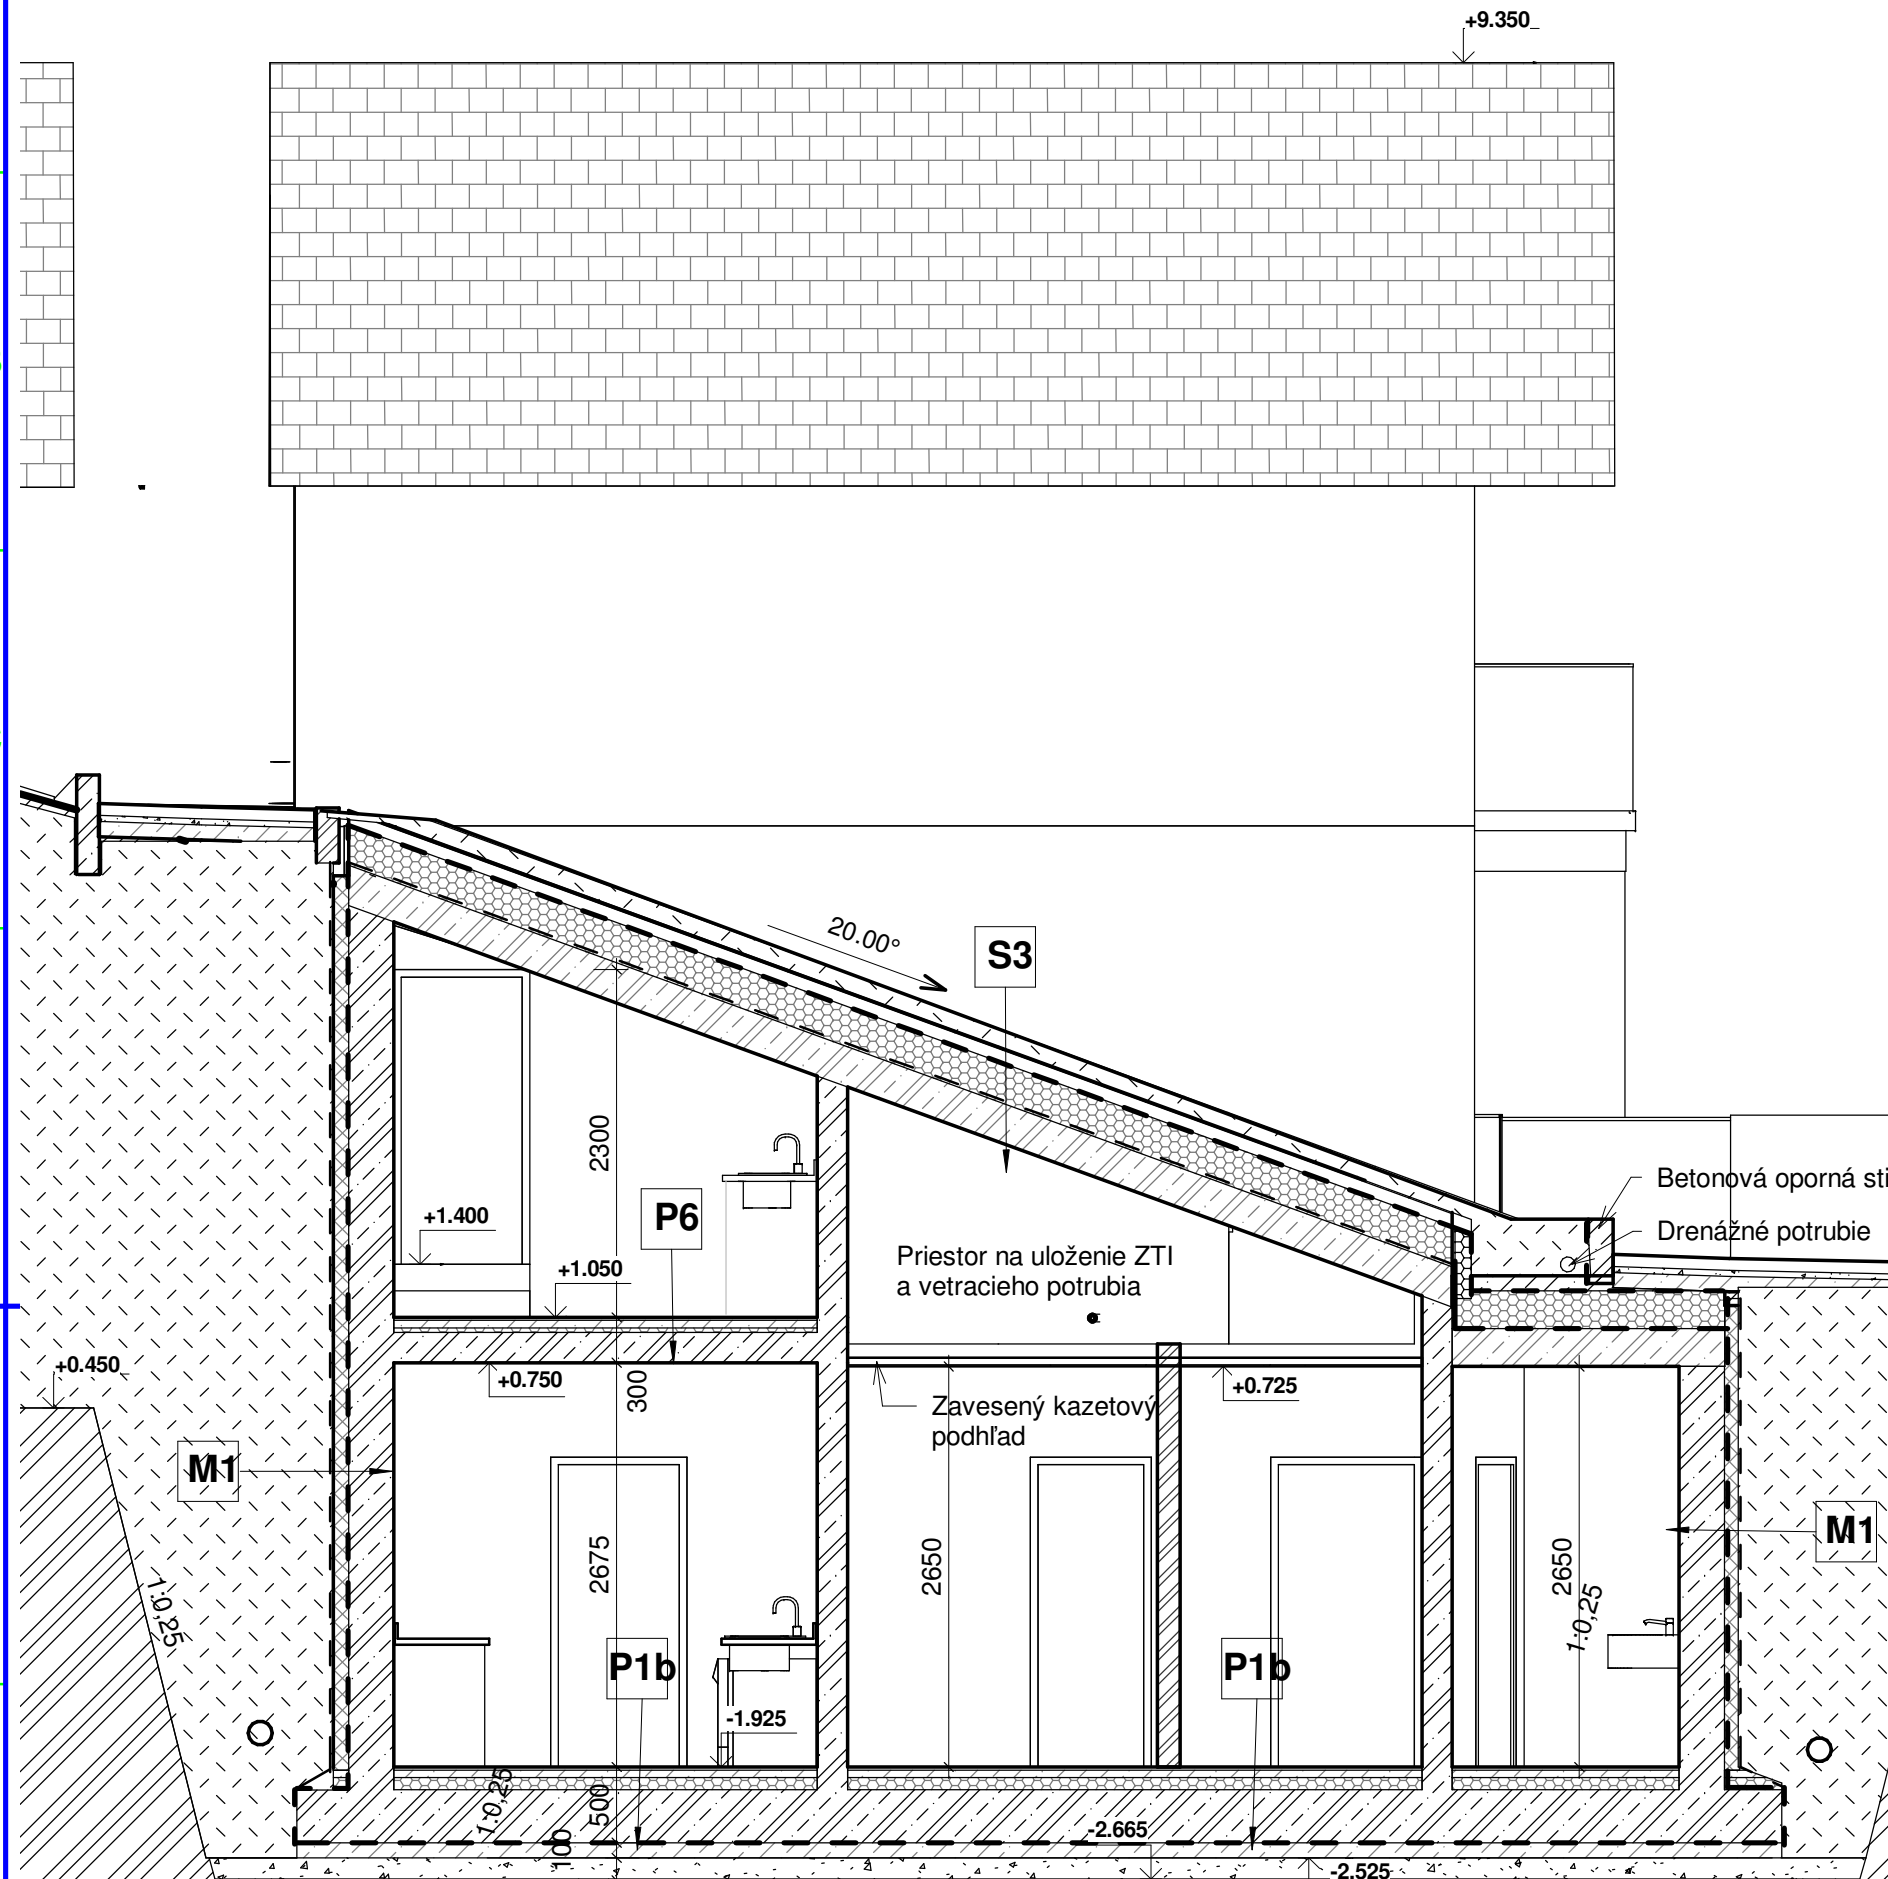 +9.350
20.00°
S3
2300
+1.400
P6
+1.050
Betonová oporná
Drenážné potrubie
Priestor na uloženie ZTI
a vetracieho potrubia
+0.450
+0.750
300
+0.725
Zavesený kazetový
podhľad
M1
M1
2675
2650
2650
1:0,25
1:0,25
P1b
P1b
-1.925
1:0,25
500
100
-2.665
-2.525